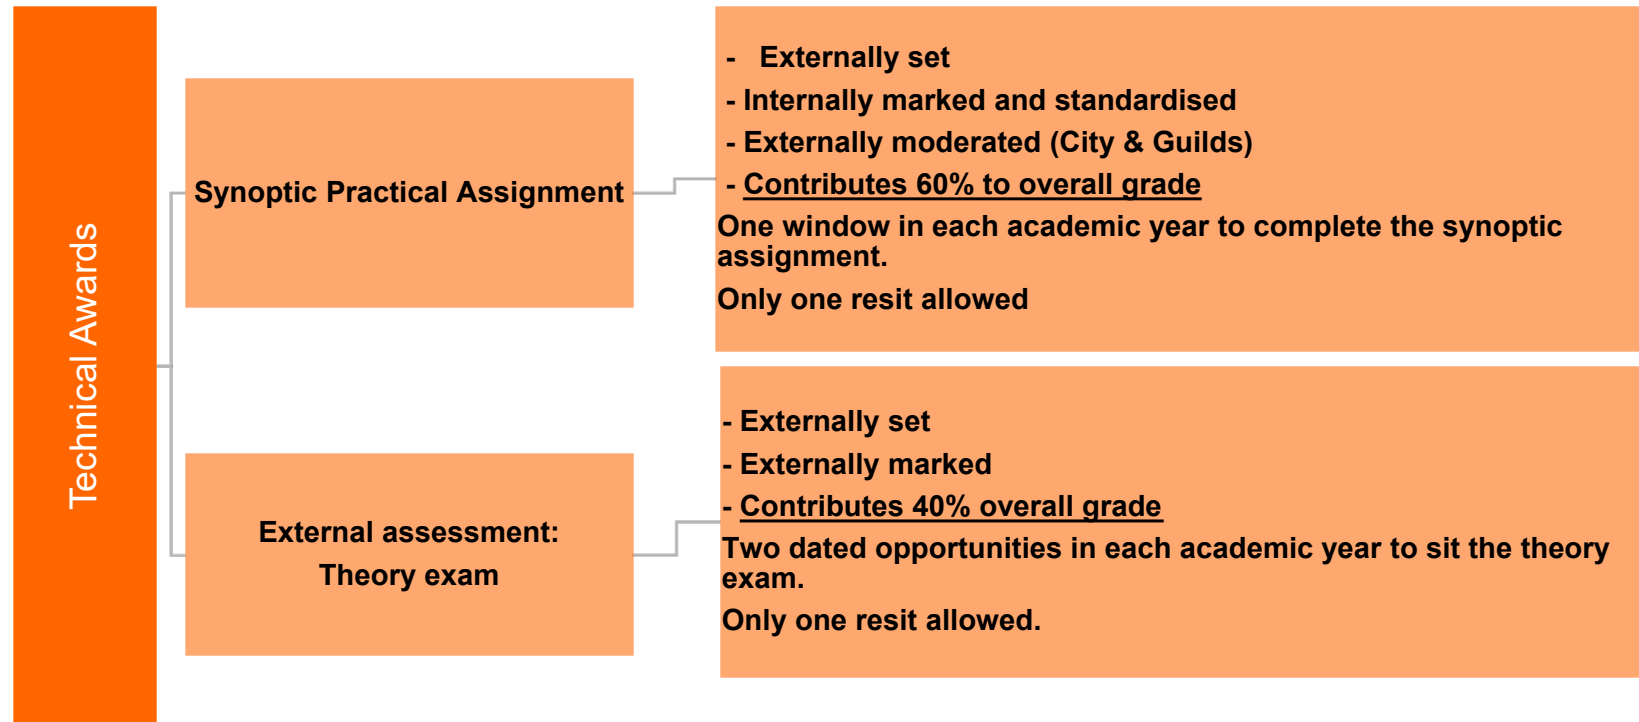 Technical Awards
Synoptic Practical Assignment
- Externally set
- Internally marked and standardised
- Externally moderated (City & Guilds)
- Contributes 60% to overall grade
One window in each academic year to complete the synoptic
assignment.
Only one resit allowed
External assessment:
Theory exam
- Externally set
- Externally marked
- Contributes 40% overall grade
Two dated opportunities in each academic year to sit the theory
exam.
Only one resit allowed.